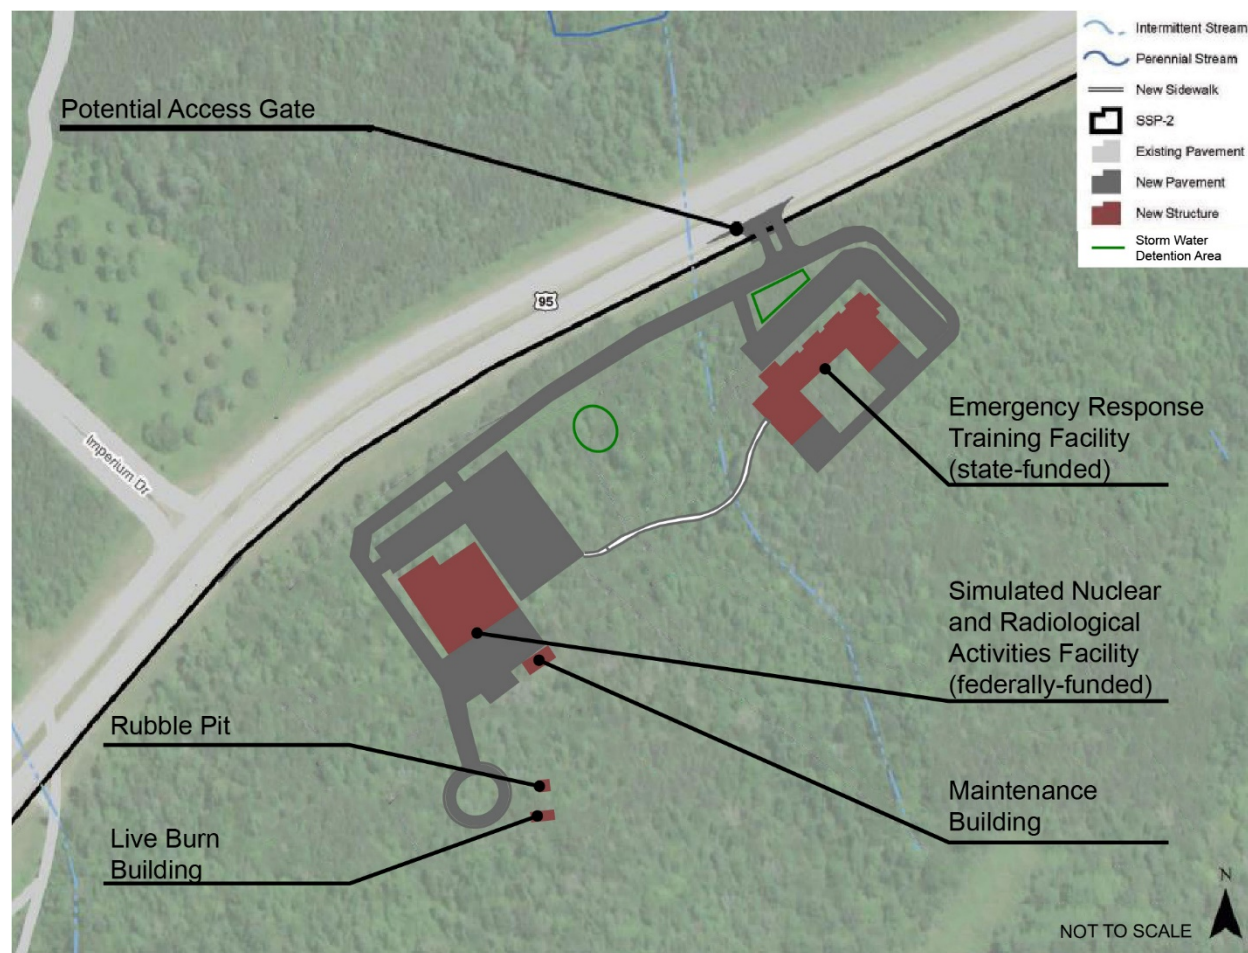 Intermittent Stream
Perennial Stream
New Sidewalk
SSP-2
Existing Pavement
New Pavement
New Structure
Storm Water
Detention Area
Potential Access Gate
95
Imperium Dr
Emergency Response
Training Facility
(state-funded)
Simulated Nuclear
and Radiological
Activities Facility
(federally-funded)
Rubble Pit
Maintenance
Building
Live Burn
Building
N
NOT TO SCALE